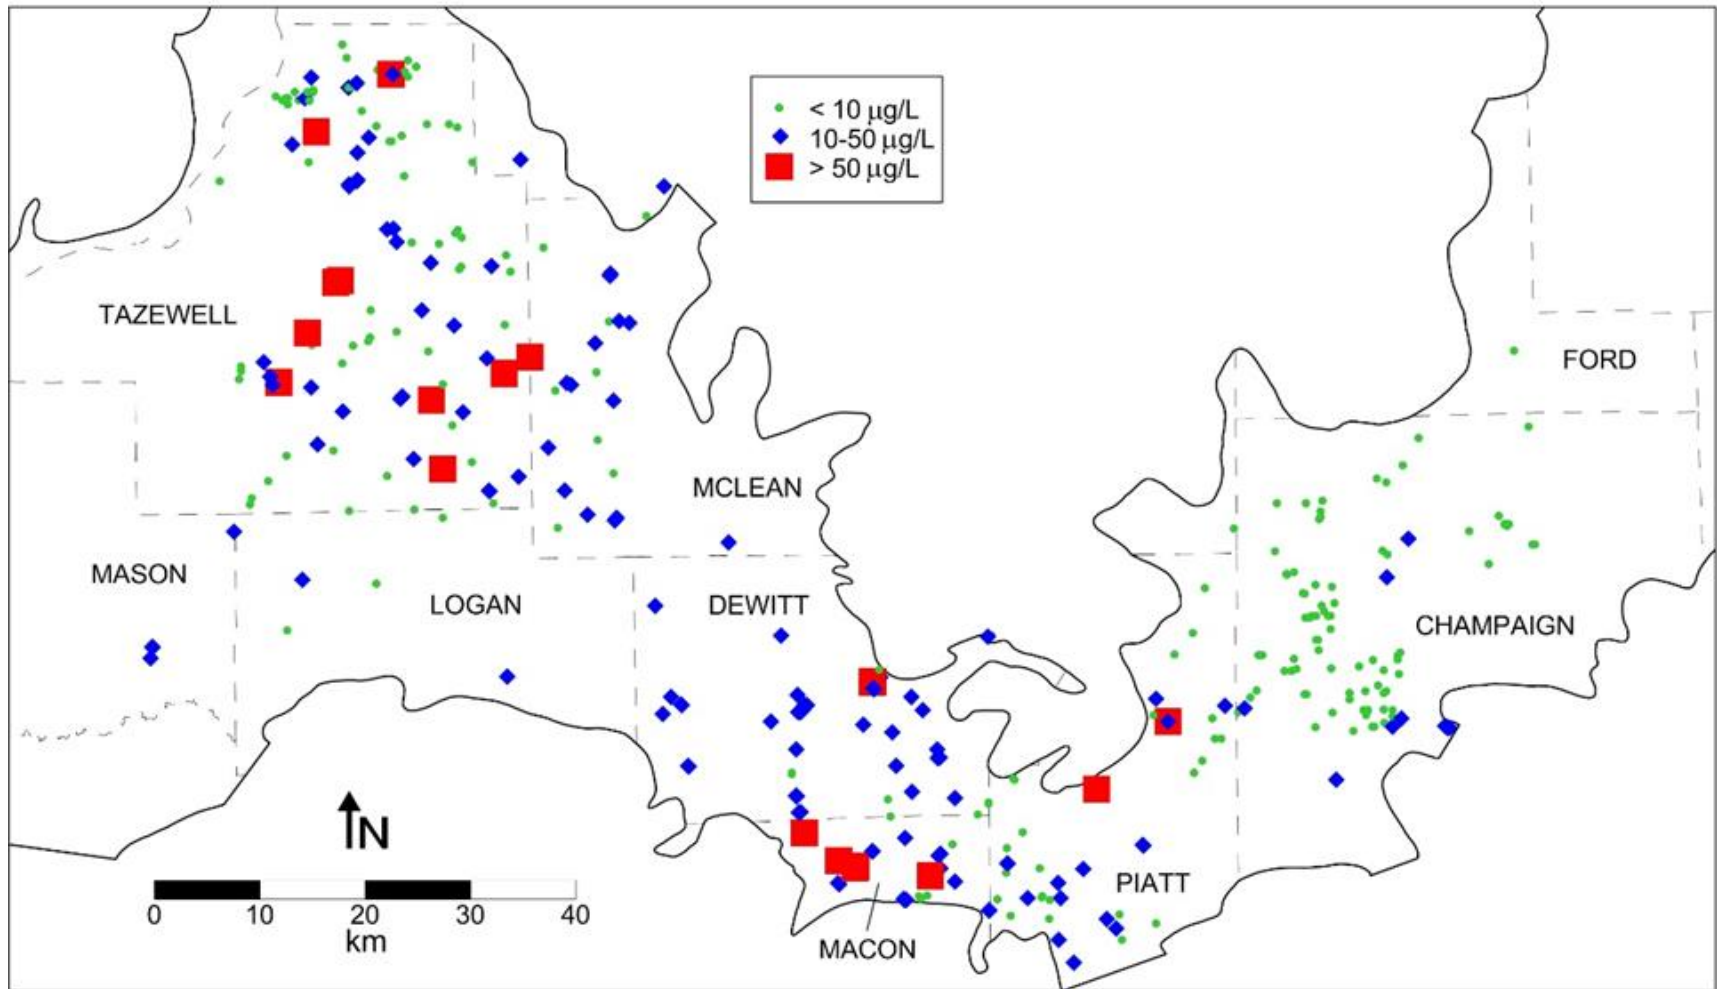 < 10 µg/L
10-50 µg/L
> 50 µg/L
TAZEWELL
FORD
MCLEAN
MASON
LOGAN
DEWITT
CHAMPAIGN
N
PIATT
0 10 20 30 40
km
MACON